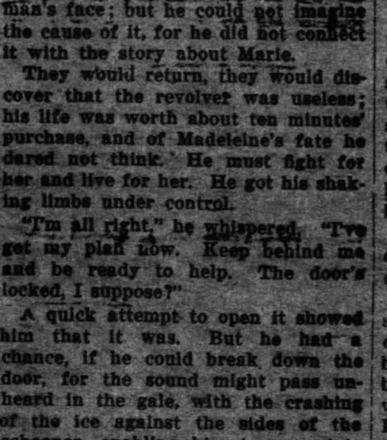 man's face; but he could not imagine
the cause of it, for he did not connect
it with the story about Marie.
They would return, they would dis-
cover that the revolver was useless;
his life was worth about ten minutes'
purchase, and of Madeleine's fate he
dared not think. He must fight for
her and live for her. He got his shak-
ing limbs under control.
"I'm all right," he whispered. "I've
got my plan now. Keep behind me
and be ready to help. The door's
locked, I suppose?"
A quick attempt to open it showed
him that it was. But he had a
chance, if he could break down the
door, for the sound might pass un-
heard in the gale, with the crashing
of the ice against the sides of the